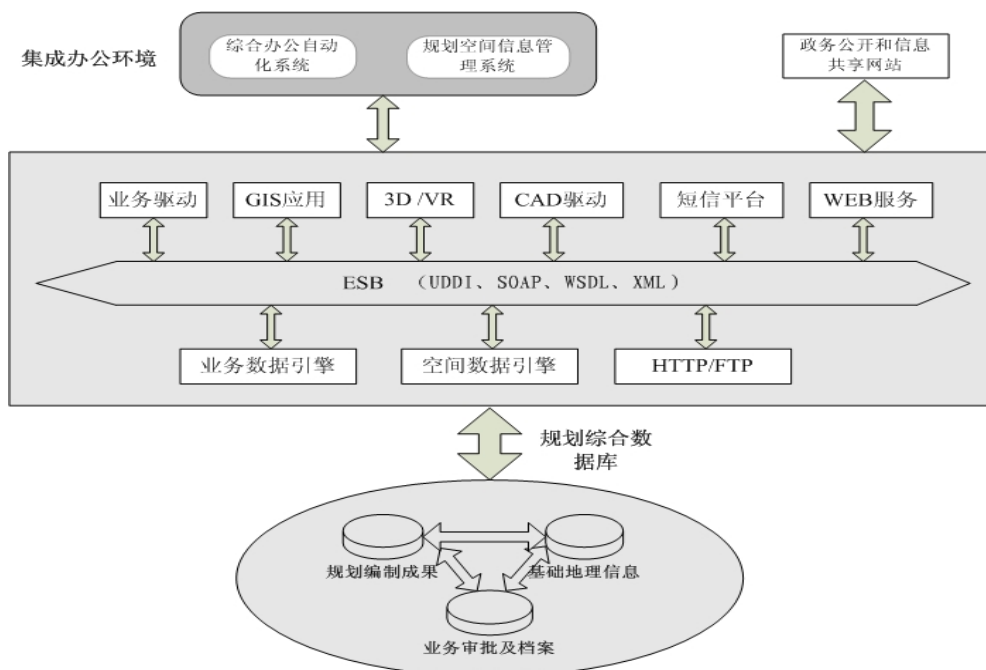 集成办公环境
综合办公自动
化系统
规划空间信息管
理系统
政务公开和信息
共享网站
业务驱动
GIS应用
3D /VR
CAD驱动
短信平台
WEB服务
ESB （UDDI、SOAP、WSDL、XML）
业务数据引擎
空间数据引擎
HTTP/FTP
规划综合数
据库
规划编制成果
基础地理信息
业务审批及档案